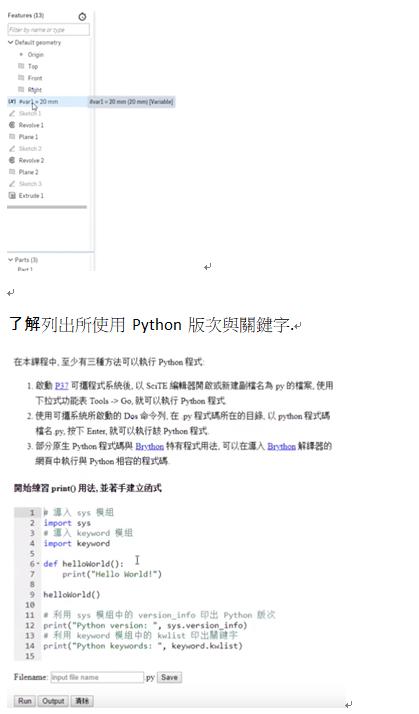 Features (13)
Filter by name or type
Default geometry
Origin
Top
Front
Right
(x) #var1 = 20 mm
#var1 = 20 mm (20 mm) [Variable]
Sketch 1
Revolve 1
Plane 1
Sketch 2
Revolve 2
Plane 2
Sketch 3
Extrude 1
Parts (3)
Part 1
了解列出所使用 Python 版次與關鍵字.
在本課程中, 至少有三種方法可以執行 Python 程式:
1. 啟動 P37 可攜程式系統後, 以 SciTE 編輯器開啟或新建副檔名為 py 的檔案, 使用
下拉式功能表 Tools -> Go, 就可以執行 Python 程式.
2. 使用可攜系統所啟動的 Dos 命令列, 在 .py 程式碼所在的目錄, 以 python 程式碼
檔名.py, 按下 Enter, 就可以執行該 Python 程式.
3. 部分原生 Python 程式碼與 Brython 特有程式用法, 可以在導入 Brython 解譯器的
網頁中執行與 Python 相容的程式碼.
開始練習 print() 用法, 並著手建立函式
1 # 導入 sys 模組
2 import sys
3 # 導入 keyword 模組
4 import keyword
5
6 def helloWorld():
7 print("Hello World!")
8
9 helloWorld()
10
11 # 利用 sys 模組中的 version_info 印出 Python 版次
12 print("Python version: ", sys.version_info)
13 # 利用 keyword 模組中的 kwlist 印出關鍵字
14 print("Python keywords: ", keyword.kwlist)
15
Filename: input file name .py Save
Run Output 清除